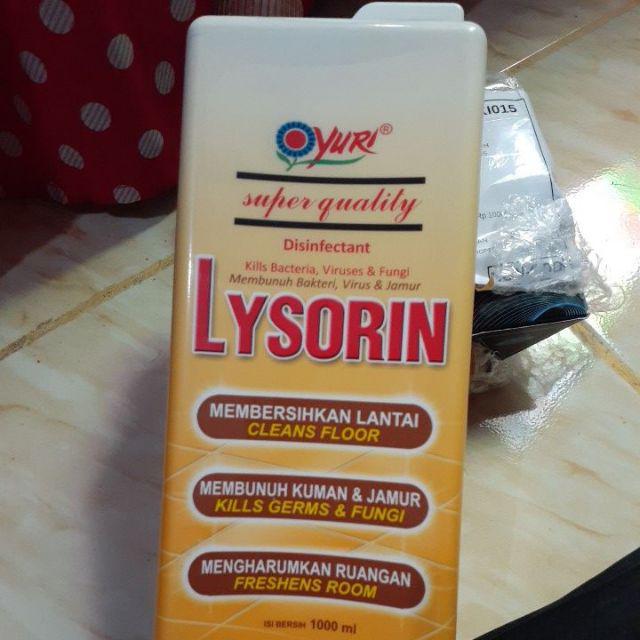 YURI®
super quality
Disinfectant
Kills Bacteria, Viruses & Fungi
Membunuh Bakteri, Virus & Jamur
LYSORIN
MEMBERSIHKAN LANTAI
CLEANS FLOOR
MEMBUNUH KUMAN & JAMUR
KILLS GERMS & FUNGI
MENGHARUMKAN RUANGAN
FRESHENS ROOM
ISI BERSIH 1000 ml